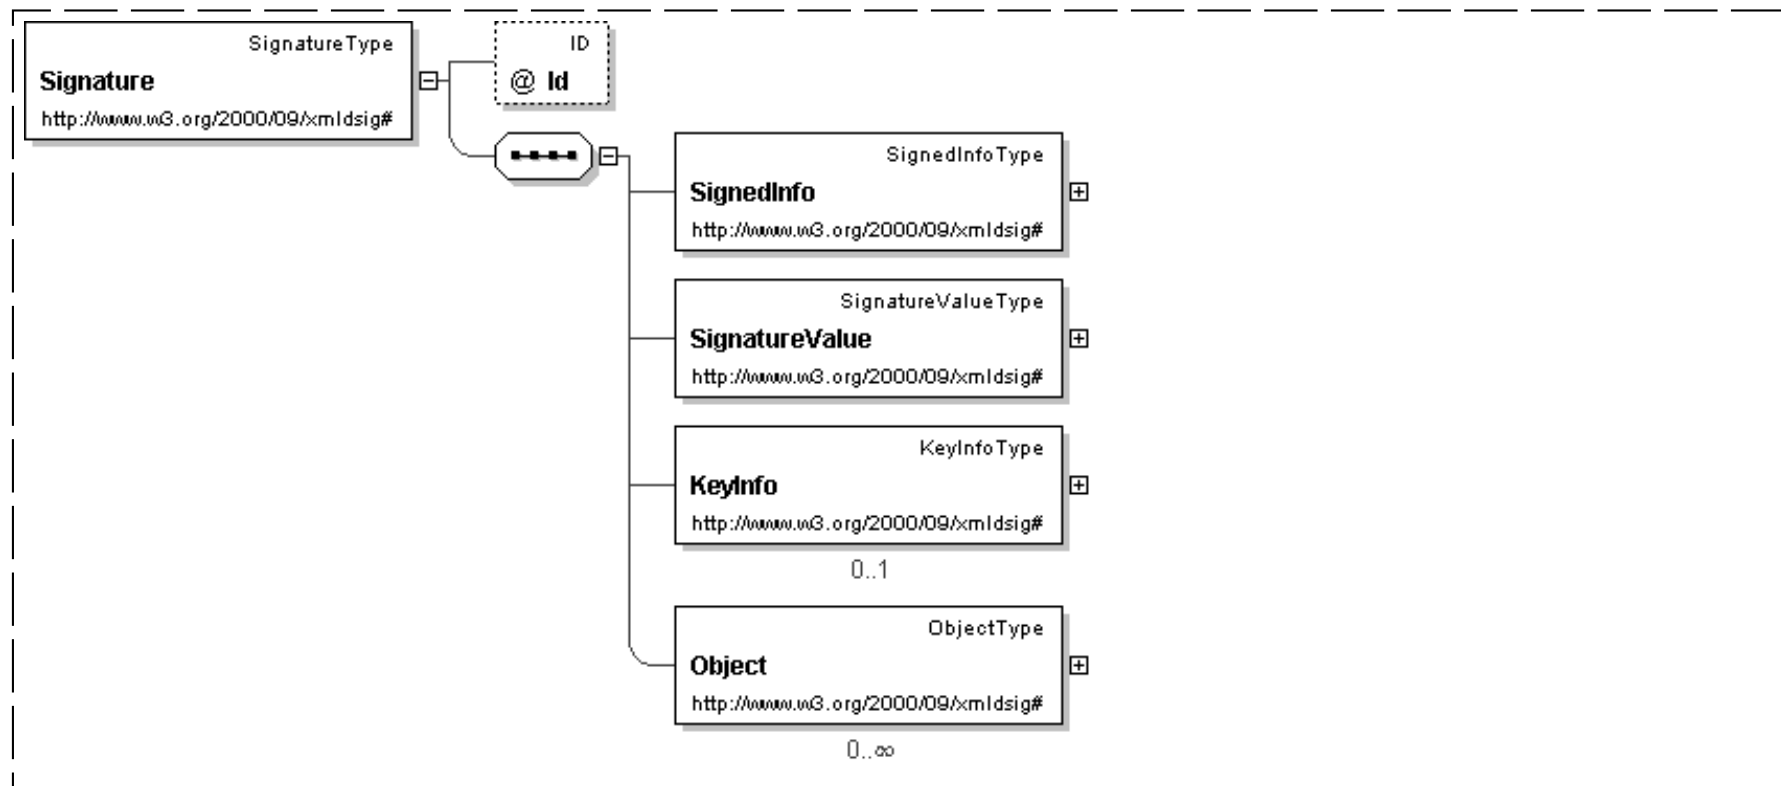 SignatureType
Signature
http://www.w3.org/2000/09/xmldsig#
ID
@ Id
SignedInfoType
SignedInfo
http://www.w3.org/2000/09/xmldsig#
SignatureValueType
SignatureValue
http://www.w3.org/2000/09/xmldsig#
KeyInfoType
KeyInfo
http://www.w3.org/2000/09/xmldsig#
0..1
ObjectType
Object
http://www.w3.org/2000/09/xmldsig#
0..∞